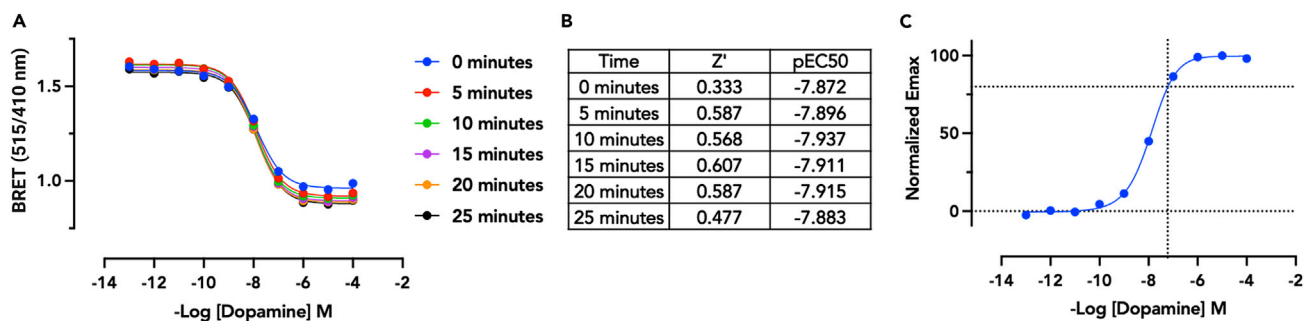 A
BRET (515/410 nm)
1.5
1.0
-14 -12 -10 -8 -6 -4 -2
-Log [Dopamine] M
0 minutes
5 minutes
10 minutes
15 minutes
20 minutes
25 minutes
B
Time Z' pEC50
0 minutes 0.333 -7.872
5 minutes 0.587 -7.896
10 minutes 0.568 -7.937
15 minutes 0.607 -7.911
20 minutes 0.587 -7.915
25 minutes 0.477 -7.883
C
Normalized Emax
100
50
0
-14 -12 -10 -8 -6 -4 -2
-Log [Dopamine] M